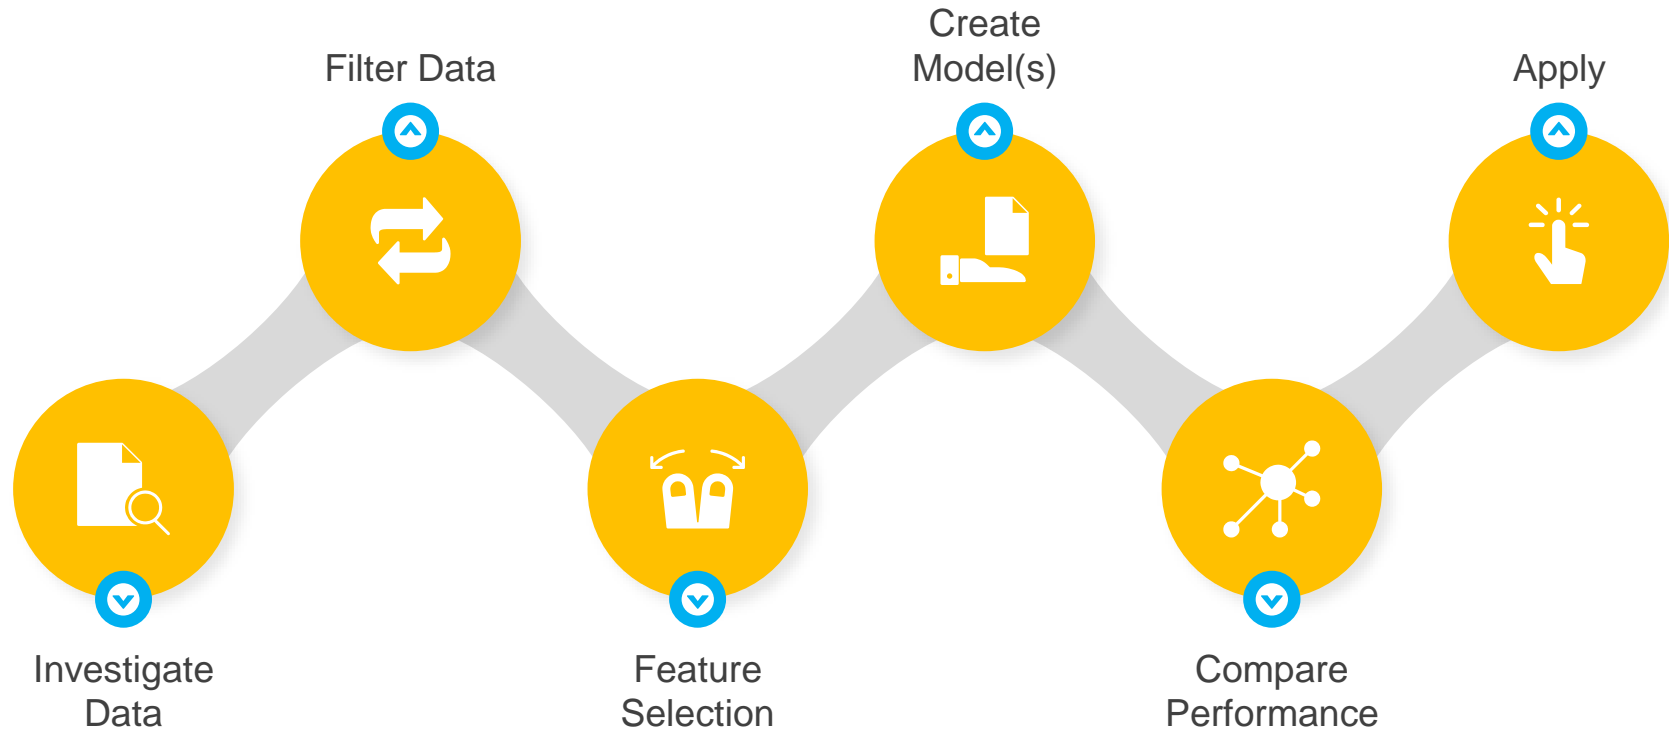 Investigate
Data
Filter Data
Feature
Selection
Create
Model(s)
Compare
Performance
Apply